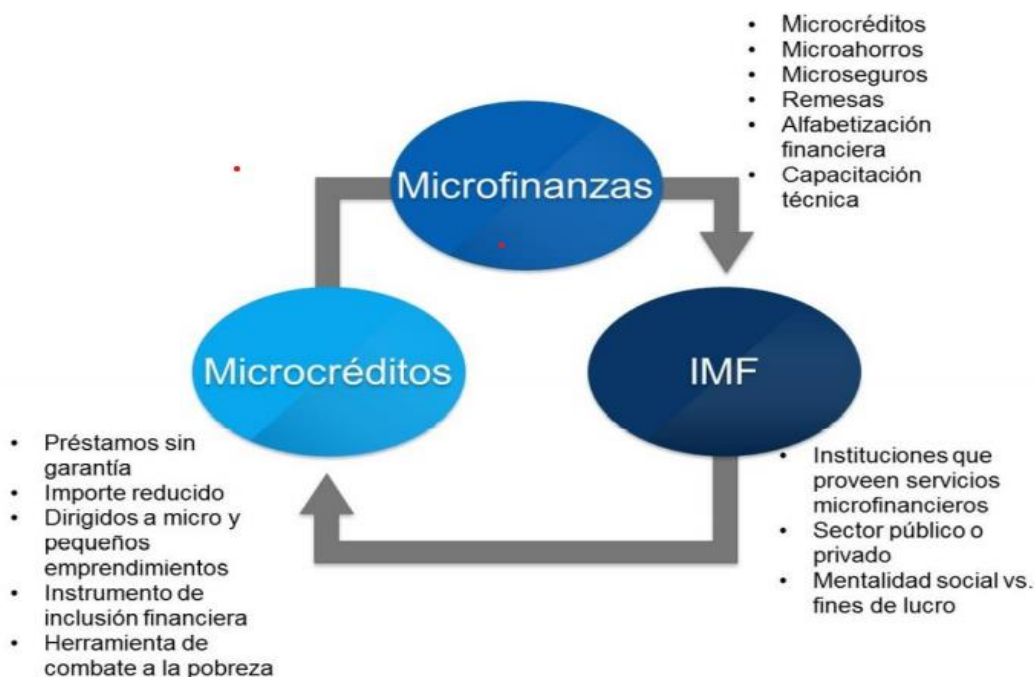 • Microcréditos
• Microahorros
• Microseguros
• Remesas
• Alfabetización
financiera
• Capacitación
técnica
Microfinanzas
Microcréditos
IMF
• Préstamos sin
garantía
• Importe reducido
• Dirigidos a micro y
pequeños
emprendimientos
• Instrumento de
inclusión financiera
• Herramienta de
combate a la pobreza
• Instituciones que
proveen servicios
microfinancieros
• Sector público o
privado
• Mentalidad social vs.
fines de lucro